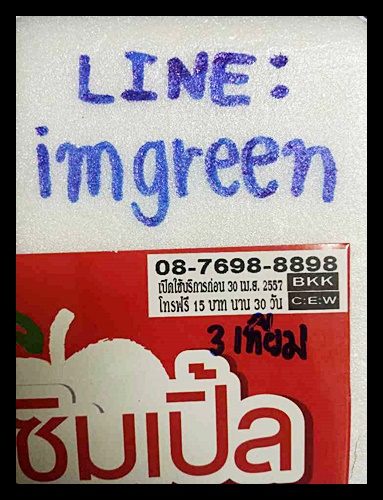 LINE:
imgreen
08-7698-8898
เปิดใช้บริการก่อน 30 เม.ย. 2557
BKK
โทรฟรี 15 บาท นาน 30 วัน
C:E:W
3 เทียม
ซิมเปิ้ล